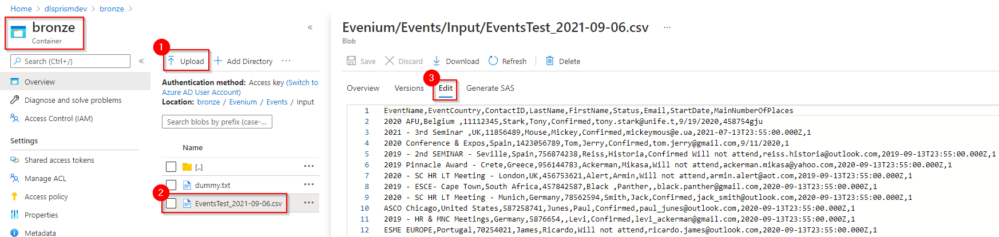 Home > dlsprismdev > bronze >
bronze
Container
Search (Ctrl+/)
«
Overview
Diagnose and solve problems
Access Control (IAM)
Settings
Shared access tokens
Manage ACL
Access policy
Properties
Metadata
«
1
Upload
Add Directory
...
Authentication method: Access key (Switch to
Azure AD User Account)
Location: bronze / Evenium / Events / Input
Search blobs by prefix (case-...
Name
[..] ...
dummy.txt ...
2
EventsTest_2021-09-06.csv ...
Evenium/Events/Input/EventsTest_2021-09-06.csv ...
Blob
Save Discard Download Refresh Delete
3
Overview Versions Edit Generate SAS
1 EventName,EventCountry,ContactID,LastName,FirstName,Status,Email,StartDate,MainNumberOfPlaces
2 2020 AFU,Belgium ,11112345,Stark,Tony,Confirmed,tony.stark@unife.t,9/19/2020,458754gju
3 2021 - 3rd Seminar ,UK,11856489,Mouse,Mickey,Confirmed,mickeymous@e.ua,2021-07-13T23:55:00.000Z,1
4 2020 Conference & Expos,Spain,1423056789,Tom,Jerry,Confirmed,tom.jerry@gmail.com,9/11/2020,1
5 2019 - 2nd SEMINAR - Seville,Spain,756874238,Reiss,Historia,Confirmed Will not attend,reiss.historia@outlook.com,2019-09-13T23:55:00.000Z,1
6 2019 Pinnacle Award - Crete,Greece,956144783,Ackerman,Mikasa,Will not attend,ackerman.mikasa@yahoo.com,2020-09-13T23:55:00.000Z,1
7 2020 - SC HR LT Meeting - London,UK,456753621,Alert,Armin,Will not attend,armin.alert@aot.com,2019-09-13T23:55:00.000Z,1
8 2019 - ESCE- Cape Town,South Africa,457842587,Black ,Panther,,black.panther@gmail.com,2020-09-13T23:55:00.000Z,1
9 2020 - SC HR LT Meeting - Munich,Germany,78562594,Smith,Jack,Confirmed,jack_smith@outlook.com,2020-09-13T23:55:00.000Z,1
10 ASCO Chicago,United States,587258741,Junes,Paul,Confirmed,paul_junes@outlook.com,2020-09-13T23:55:00.000Z,1
11 2019 - HR & MNC Meetings,Germany,5876654,,Levi,Confirmed,levi_ackerman@gmail.com,2020-09-13T23:55:00.000Z,1
12 ESME EUROPE,Portugal,70254021,James,Ricardo,Will not attend,ricardo.james@outlook.com,2020-09-13T23:55:00.000Z,1